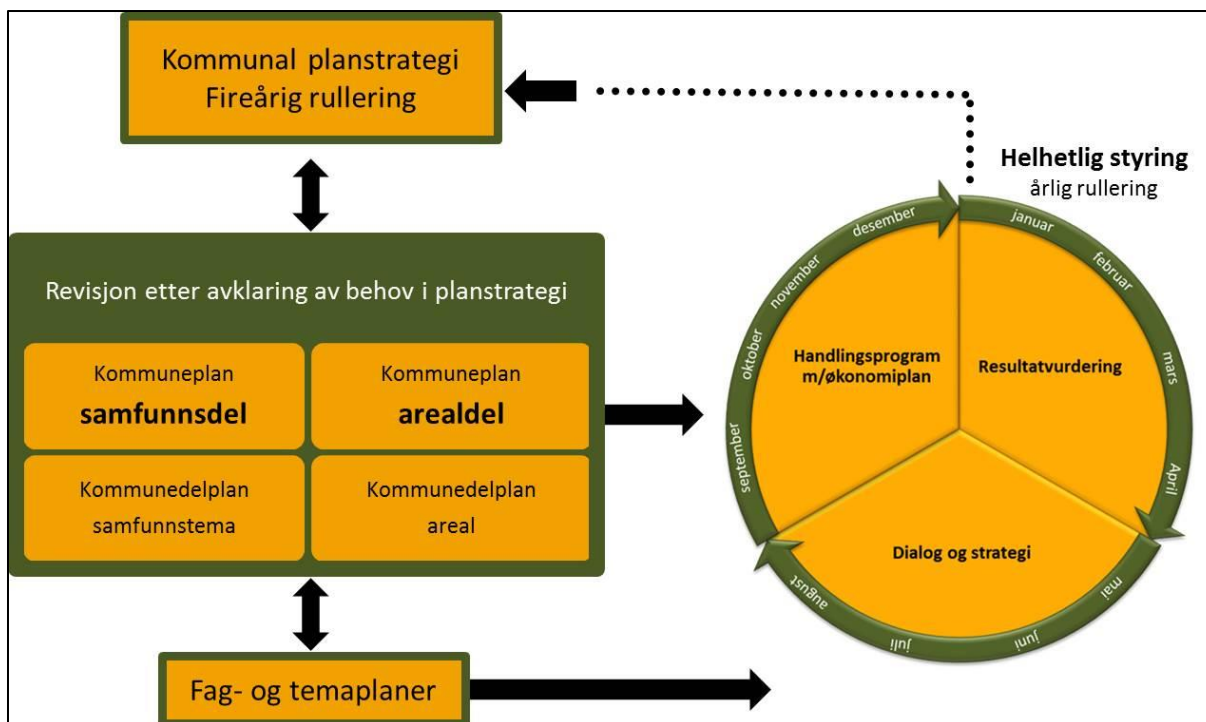 Kommunal planstrategi
Fireårig rullering
Helhetlig styring
årlig rullering
Revisjon etter avklaring av behov i planstrategi
Kommuneplan
samfunnsdel
Kommuneplan
arealdel
Kommunedelplan
samfunnstema
Kommunedelplan
areal
Fag- og temaplaner
januar
februar
mars
April
mai
juni
juli
august
september
oktober
november
desember
Handlingsprogram
m/økonomiplan
Resultatvurdering
Dialog og strategi